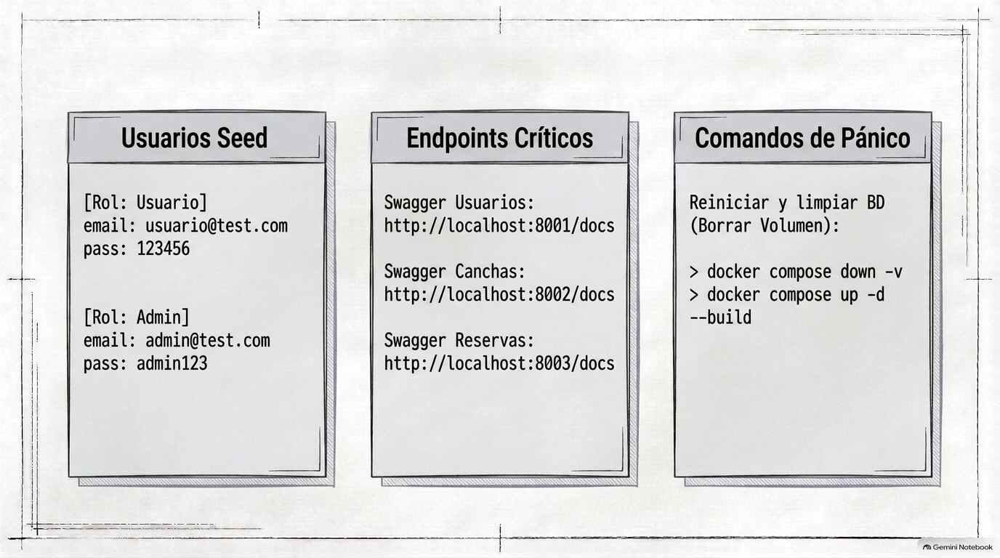 Usuarios Seed
[Rol: Usuario]
email: usuario@test.com
pass: 123456
[Rol: Admin]
email: admin@test.com
pass: admin123
Endpoints Críticos
Swagger Usuarios:
http://localhost:8001/docs
Swagger Canchas:
http://localhost:8002/docs
Swagger Reservas:
http://localhost:8003/docs
Comandos de Pánico
Reiniciar y limpiar BD
(Borrar Volumen):
> docker compose down -v
> docker compose up -d
--build
Gemini Notebook